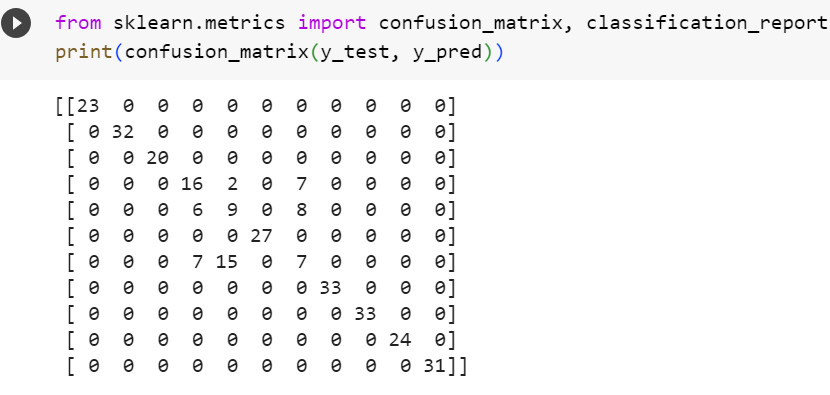 from sklearn.metrics import confusion_matrix, classification_report
print(confusion_matrix(y_test, y_pred))
[[23  0  0  0  0  0  0  0  0  0  0]
 [ 0 32  0  0  0  0  0  0  0  0  0]
 [ 0  0 20  0  0  0  0  0  0  0  0]
 [ 0  0  0 16  2  0  7  0  0  0  0]
 [ 0  0  0  6  9  0  8  0  0  0  0]
 [ 0  0  0  0  0 27  0  0  0  0  0]
 [ 0  0  0  7 15  0  7  0  0  0  0]
 [ 0  0  0  0  0  0  0 33  0  0  0]
 [ 0  0  0  0  0  0  0  0 33  0  0]
 [ 0  0  0  0  0  0  0  0  0 24  0]
 [ 0  0  0  0  0  0  0  0  0  0 31]]